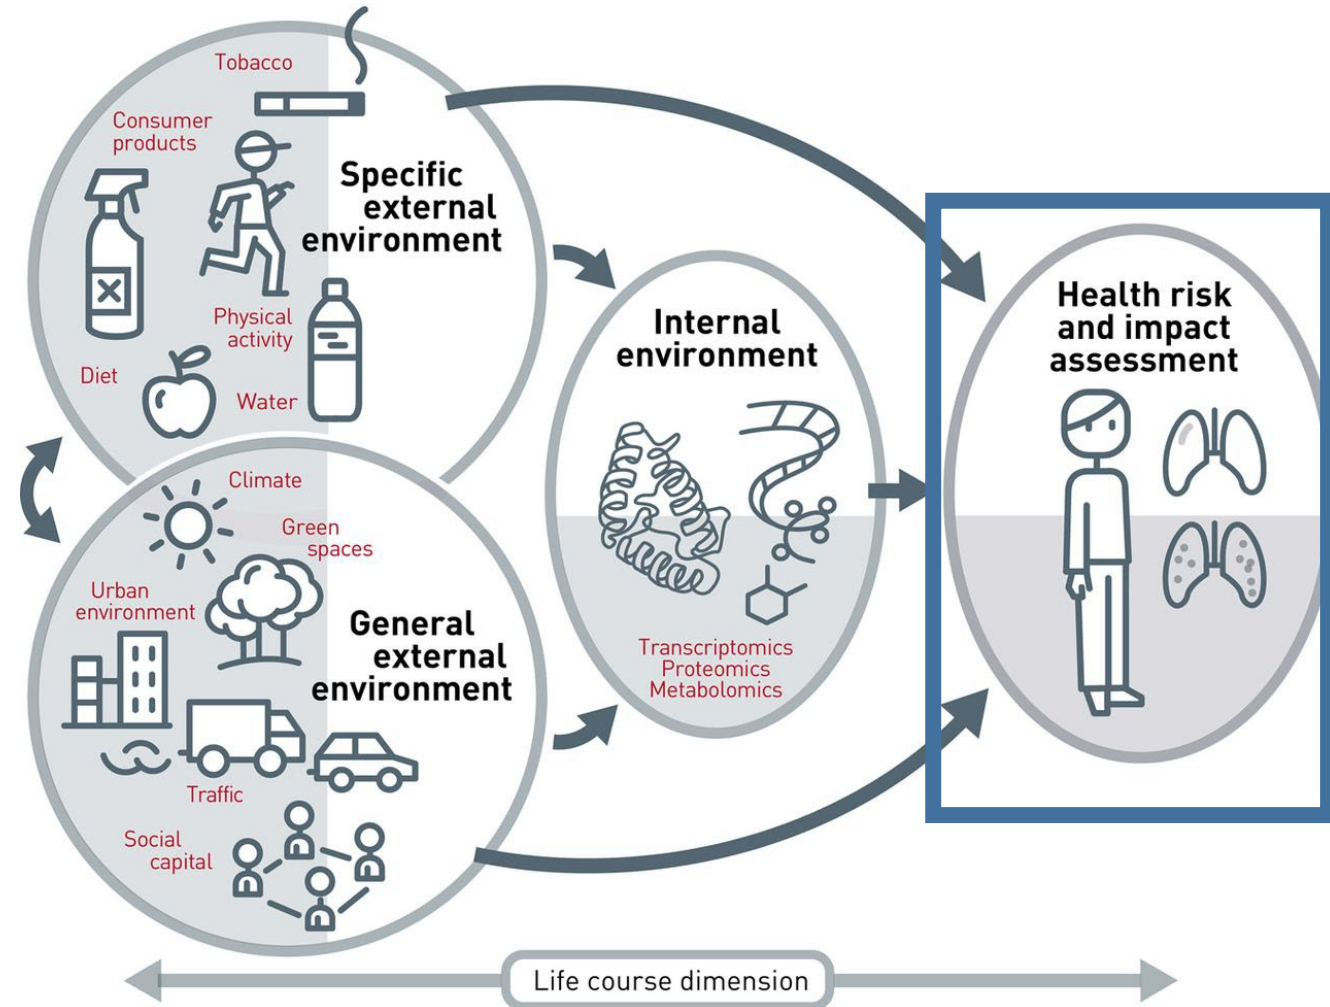 Tobacco
Consumer
products
Specific
external
environment
Physical
activity
Diet
Water
Climate
Green
spaces
Urban
environment
General
external
environment
Traffic
Social
capital
Internal
environment
Transcriptomics
Proteomics
Metabolomics
Health risk
and impact
assessment
Life course dimension